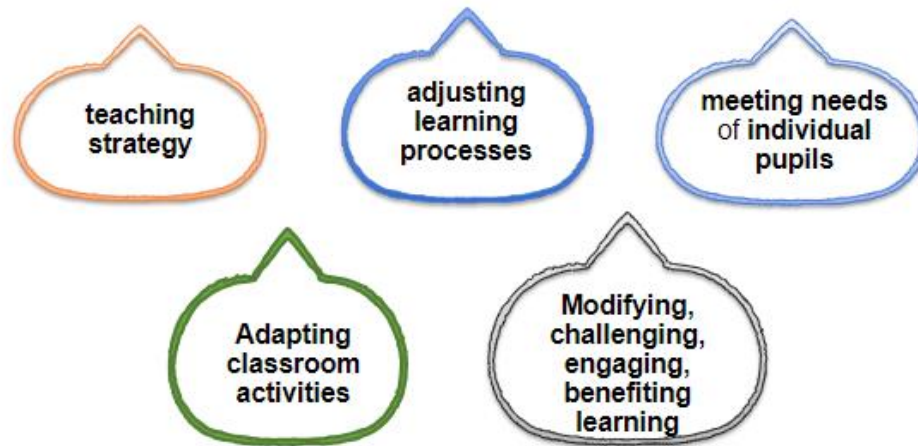 teaching
strategy
adjusting
learning
processes
meeting needs
of individual
pupils
Adapting
classroom
activities
Modifying,
challenging,
engaging,
benefiting
learning